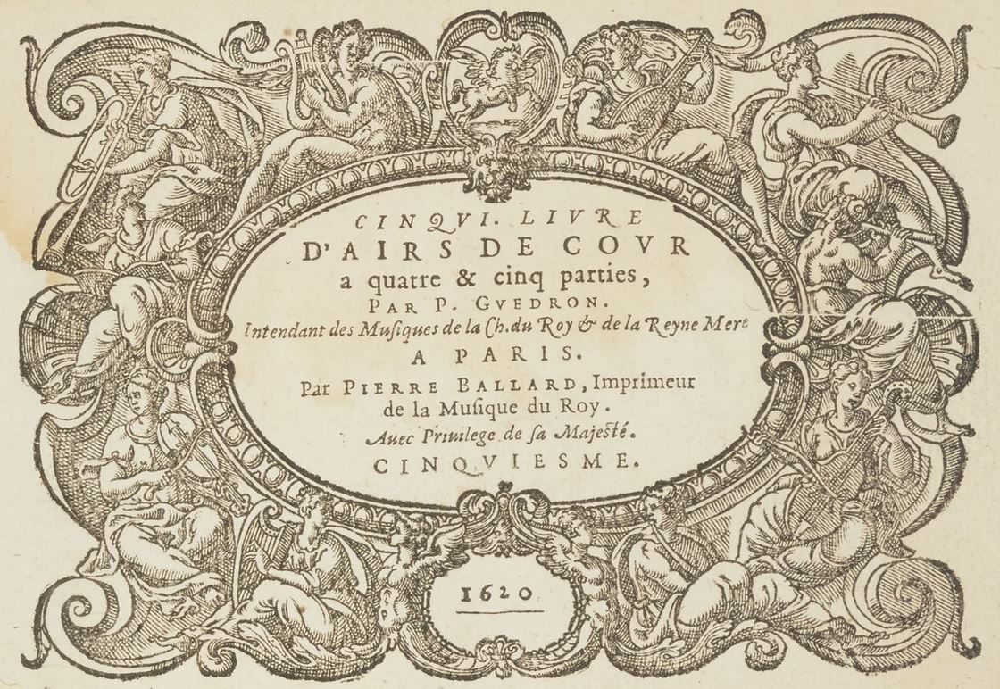 CINQVI. LIVRE
D'AIRS DE COVR
a quatre & cinq parties,
PAR P. GVEDRON.
Intendant des Muſiques de la Ch. du Roy & de la Reyne Mere
A PARIS.
Par PIERRE BALLARD, Imprimeur
de la Muſique du Roy.
Auec Priuilege de ſa Majeſté.
CINQVIESME.
1620